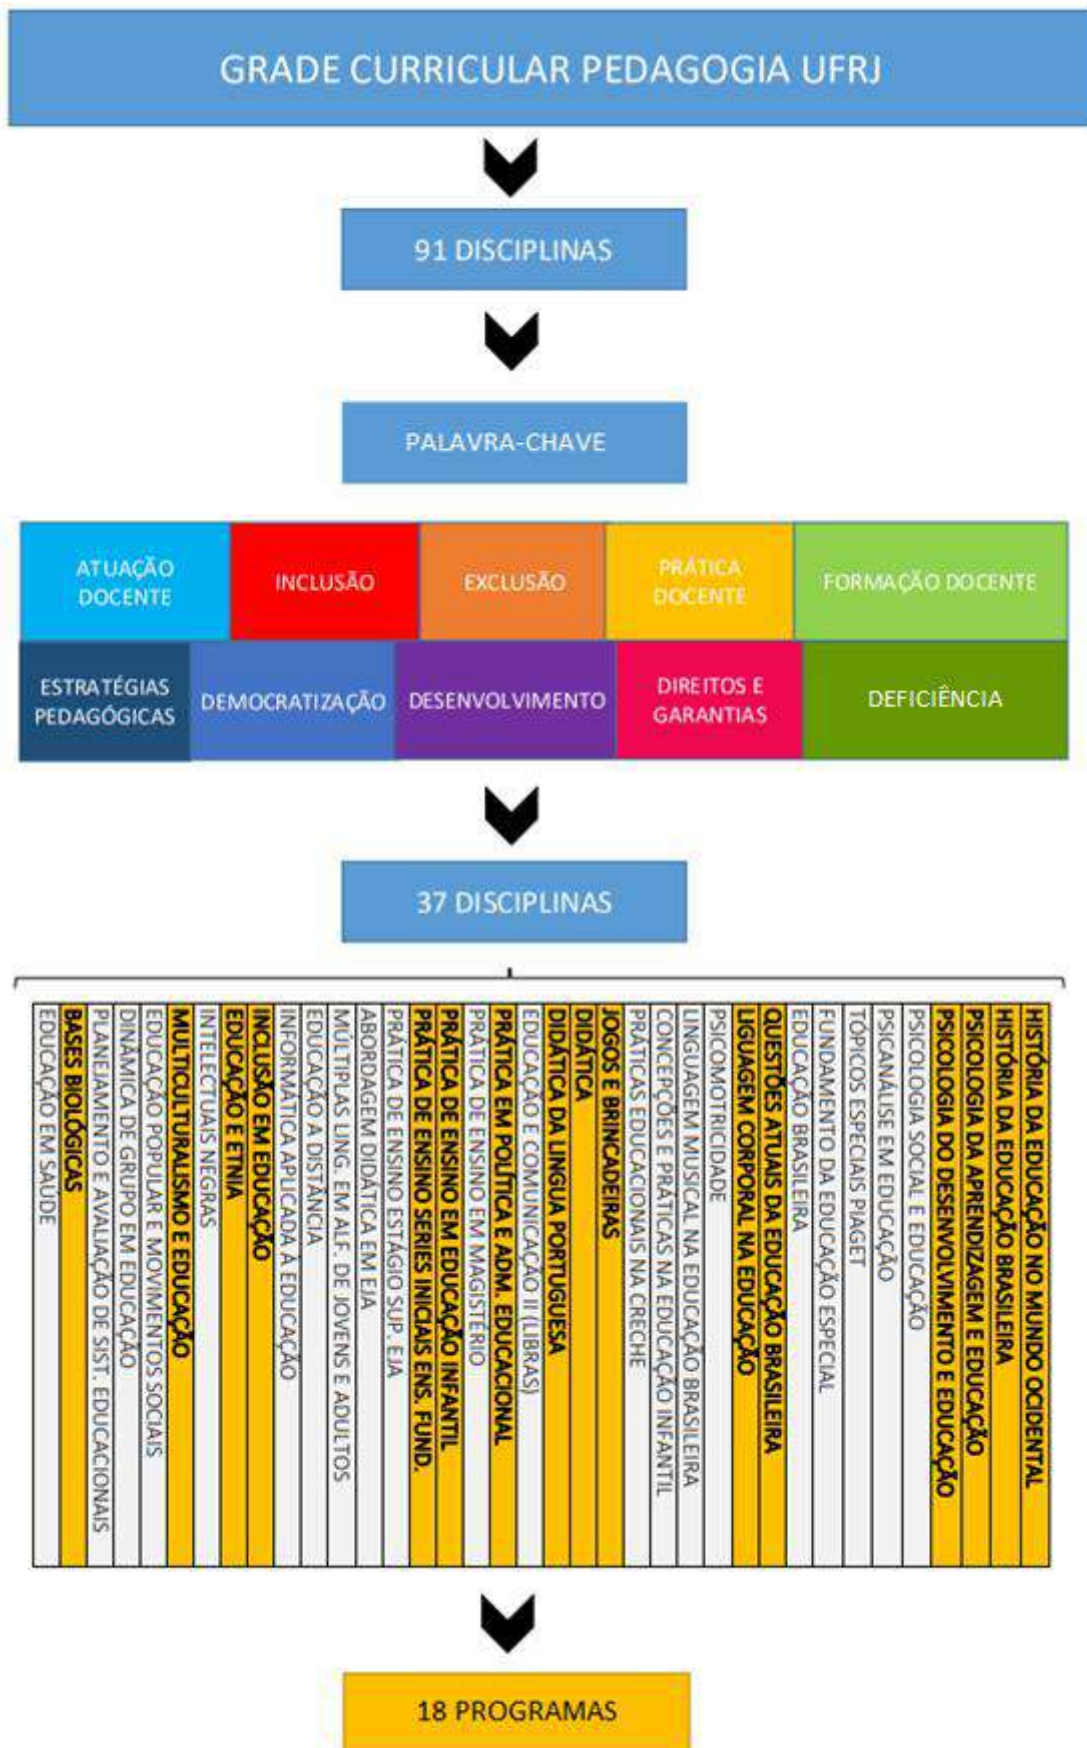 GRADE CURRICULAR PEDAGOGIA UFRJ
91 DISCIPLINAS
PALAVRA-CHAVE
ATUAÇÃO
DOCENTE
INCLUSÃO
EXCLUSÃO
PRÁTICA
DOCENTE
FORMAÇÃO DOCENTE
ESTRATÉGIAS
PEDAGÓGICAS
DEMOCRATIZAÇÃO
DESENVOLVIMENTO
DIREITOS E
GARANTIAS
DEFICIÊNCIA
37 DISCIPLINAS
HISTÓRIA DA EDUCAÇÃO NO MUNDO OCIDENTAL
HISTÓRIA DA EDUCAÇÃO BRASILEIRA
PSICOLOGIA DA APRENDIZAGEM E EDUCAÇÃO
PSICOLOGIA DO DESENVOLVIMENTO E EDUCAÇÃO
PSICOLOGIA SOCIAL E EDUCAÇÃO
PSICANÁLISE EM EDUCAÇÃO
TÓPICOS ESPECIAIS PIAGET
FUNDAMENTO DA EDUCAÇÃO ESPECIAL
EDUCAÇÃO BRASILEIRA
QUESTÕES ATUAIS DA EDUCAÇÃO BRASILEIRA
LIGUAGEM CORPORAL NA EDUCAÇÃO
PSICOMOTRICIDADE
LINGUAGEM MUSICAL NA EDUCAÇÃO BRASILEIRA
CONCEPÇÕES E PRÁTICAS NA EDUCAÇÃO INFANTIL
PRÁTICAS EDUCACIONAIS NA CRECHE
JOGOS E BRINCADEIRAS
DIDÁTICA
DIDÁTICA DA LINGUA PORTUGUESA
EDUCAÇÃO E COMUNICAÇÃO II (LIBRAS)
PRÁTICA EM POLÍTICA E ADM. EDUCACIONAL
PRÁTICA DE ENSINO EM MAGISTÉRIO
PRÁTICA DE ENSINO EM EDUCAÇÃO INFANTIL
PRÁTICA DE ENSINO SERIES INICIAIS ENS. FUND.
PRÁTICA DE ENSINO ESTÁGIO SUP. EJA
ABORDAGEM DIDÁTICA EM EJA
MÚLTIPLAS LING. EM ALF. DE JOVENS E ADULTOS
EDUCAÇÃO A DISTÂNCIA
INFORMÁTICA APLICADA À EDUCAÇÃO
INCLUSÃO EM EDUCAÇÃO
EDUCAÇÃO E ETNIA
INTELECTUAIS NEGRAS
MULTICULTURALISMO E EDUCAÇÃO
EDUCAÇÃO POPULAR E MOVIMENTOS SOCIAIS
DINÂMICA DE GRUPO EM EDUCAÇÃO
PLANEJAMENTO E AVALIAÇÃO DE SIST. EDUCACIONAIS
BASES BIOLÓGICAS
EDUCAÇÃO EM SAÚDE
18 PROGRAMAS